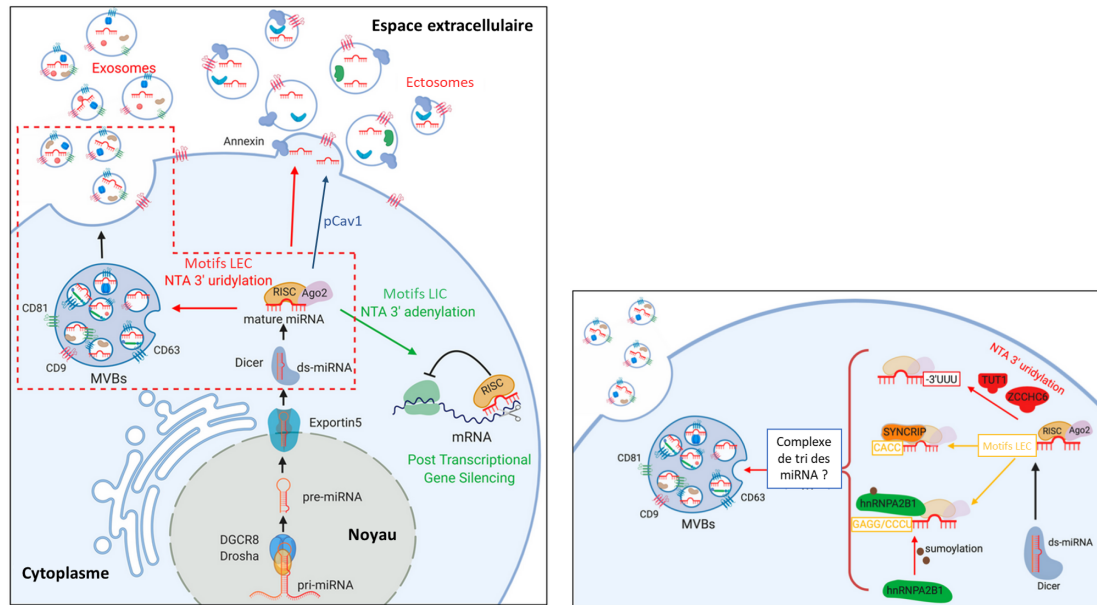 Espace extracellulaire
Exosomes
Ectosomes
Annexin
pCav1
Motifs LEC
NTA 3' uridylation
RISC
Ago2
mature miRNA
Motifs LIC
NTA 3' adenylation
CD81
CD9
CD63
MVBs
Dicer
ds-miRNA
RISC
mRNA
Exportin5
Post Transcriptional
Gene Silencing
pre-miRNA
Noyau
DGCR8
Drosha
Cytoplasme
pri-miRNA
NTA 3' uridylation
-3'UUU
TUT1
ZCCHC6
SYNCRIP
CACC
Motifs LEC
RISC
Ago2
Complexe
de tri des
miRNA ?
CD81
CD9
CD63
MVBs
hnRNPA2B1
GAGG/CCCL
sumoylation
ds-miRNA
Dicer
hnRNPA2B1